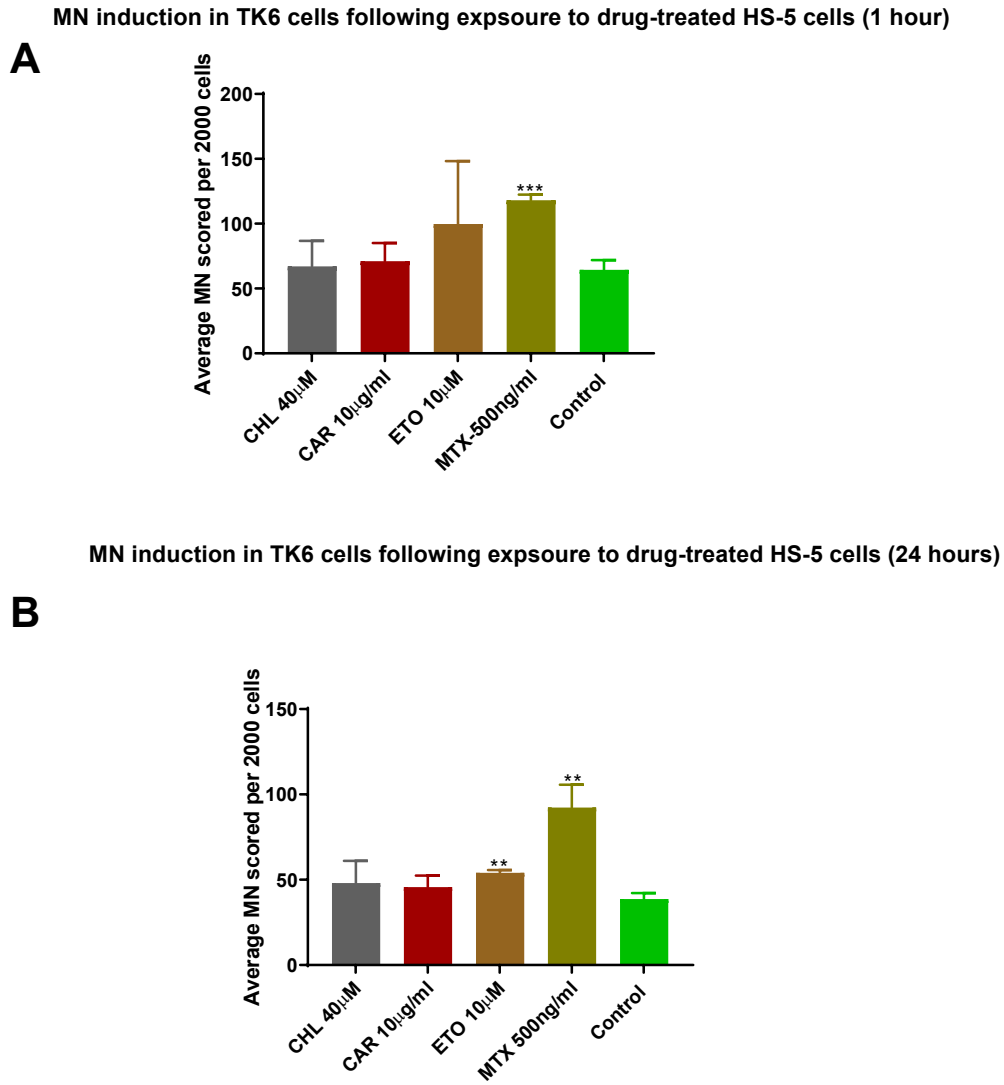 MN induction in TK6 cells following expsoure to drug-treated HS-5 cells (1 hour)
A
Average MN scored per 2000 cells
200
150
100
50
0
***
CHL 40μM
CAR 10μg/ml
ETO 10μM
MTX-500ng/ml
Control
MN induction in TK6 cells following expsoure to drug-treated HS-5 cells (24 hours)
B
Average MN scored per 2000 cells
150
100
50
0
**
**
CHL 40μM
CAR 10μg/ml
ETO 10μM
MTX 500ng/ml
Control